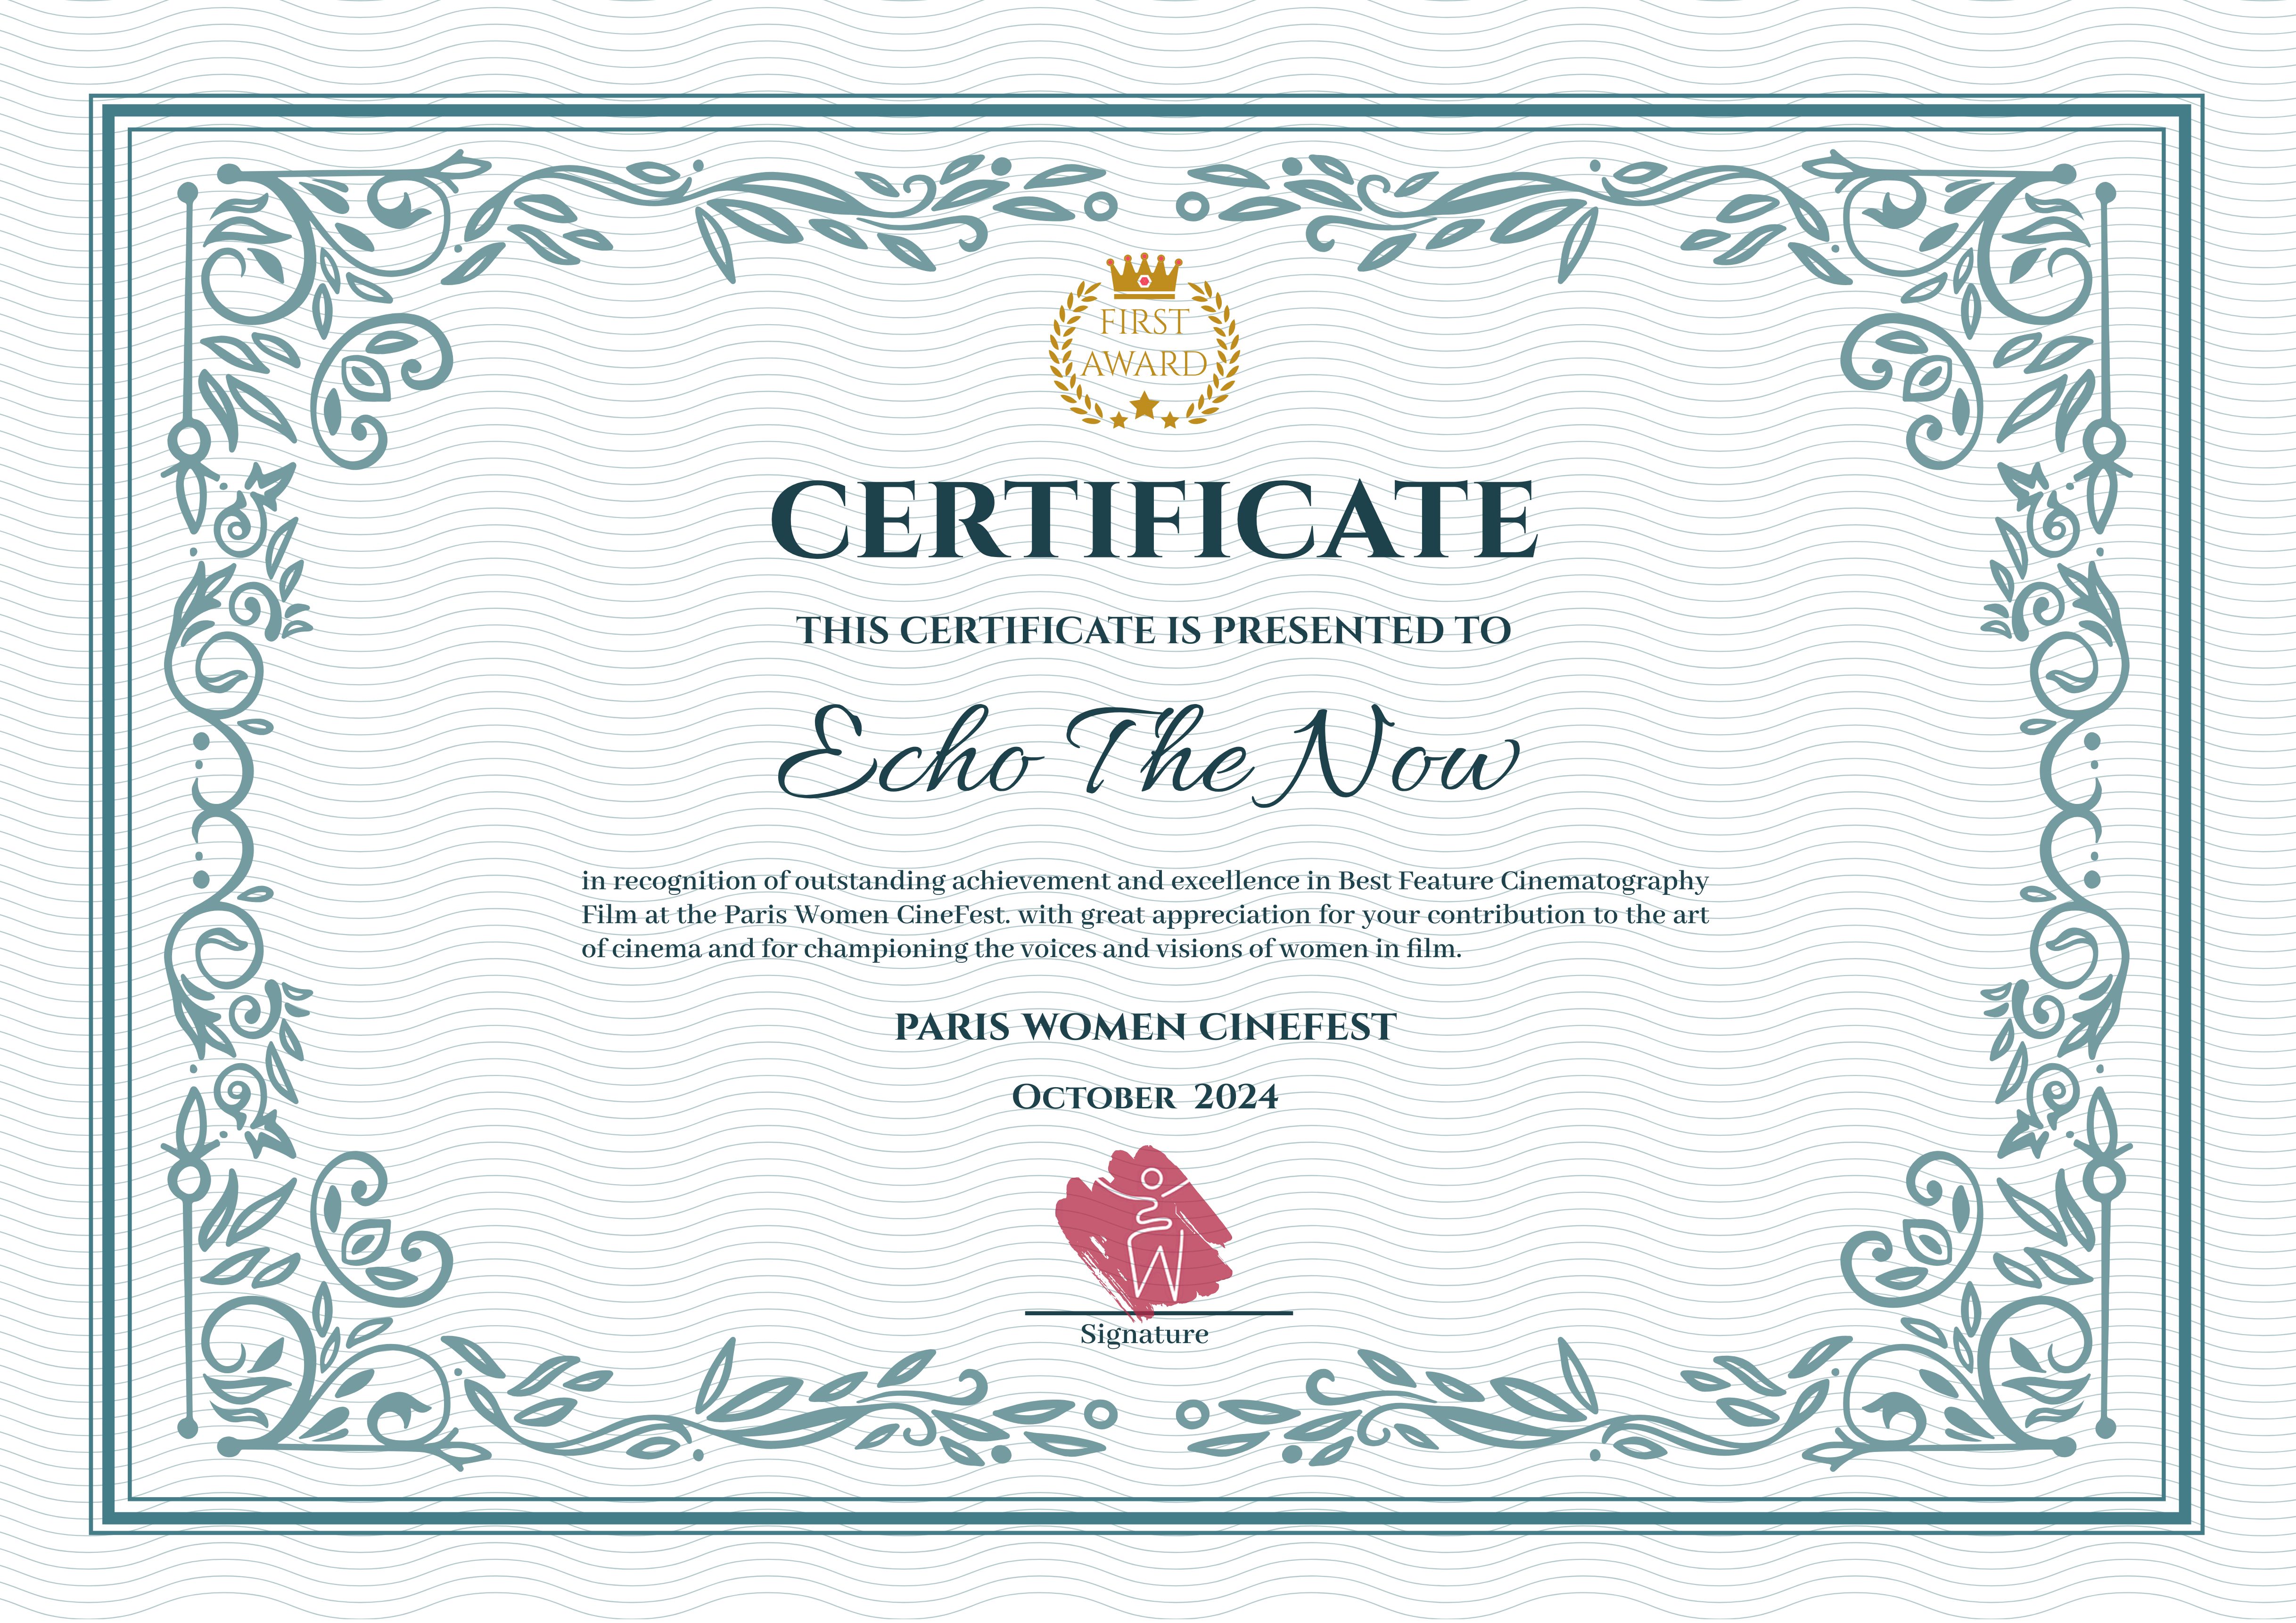 FIRST
AWARD
CERTIFICATE
THIS CERTIFICATE IS PRESENTED TO
Echo The Now
in recognition of outstanding achievement and excellence in Best Feature Cinematography
Film at the Paris Women CineFest. with great appreciation for your contribution to the art
of cinema and for championing the voices and visions of women in film.
PARIS WOMEN CINEFEST
October 2024
Signature